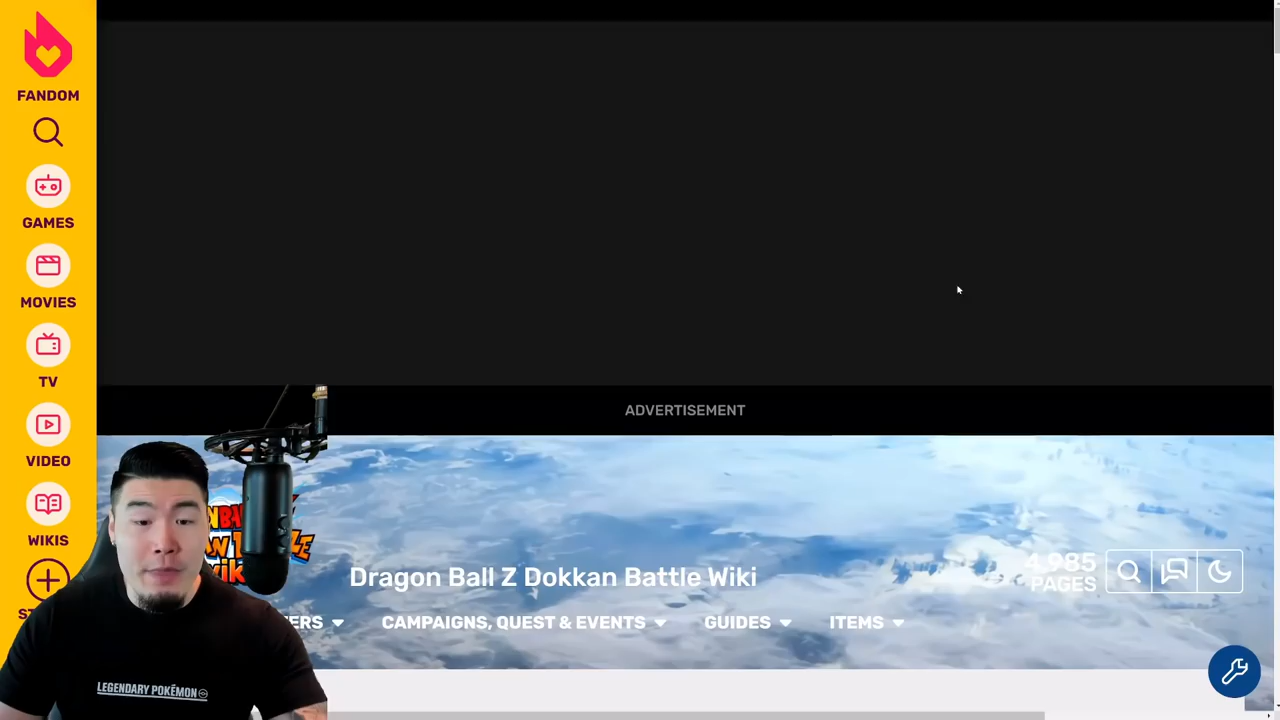 FANDOM
GAMES
MOVIES
TV
VIDEO
WIKIS
ADVERTISEMENT
Dragon Ball Z Dokkan Battle Wiki
4,985
PAGES
CAMPAIGNS, QUEST & EVENTS
GUIDES
ITEMS
LEGENDARY POKÉMON